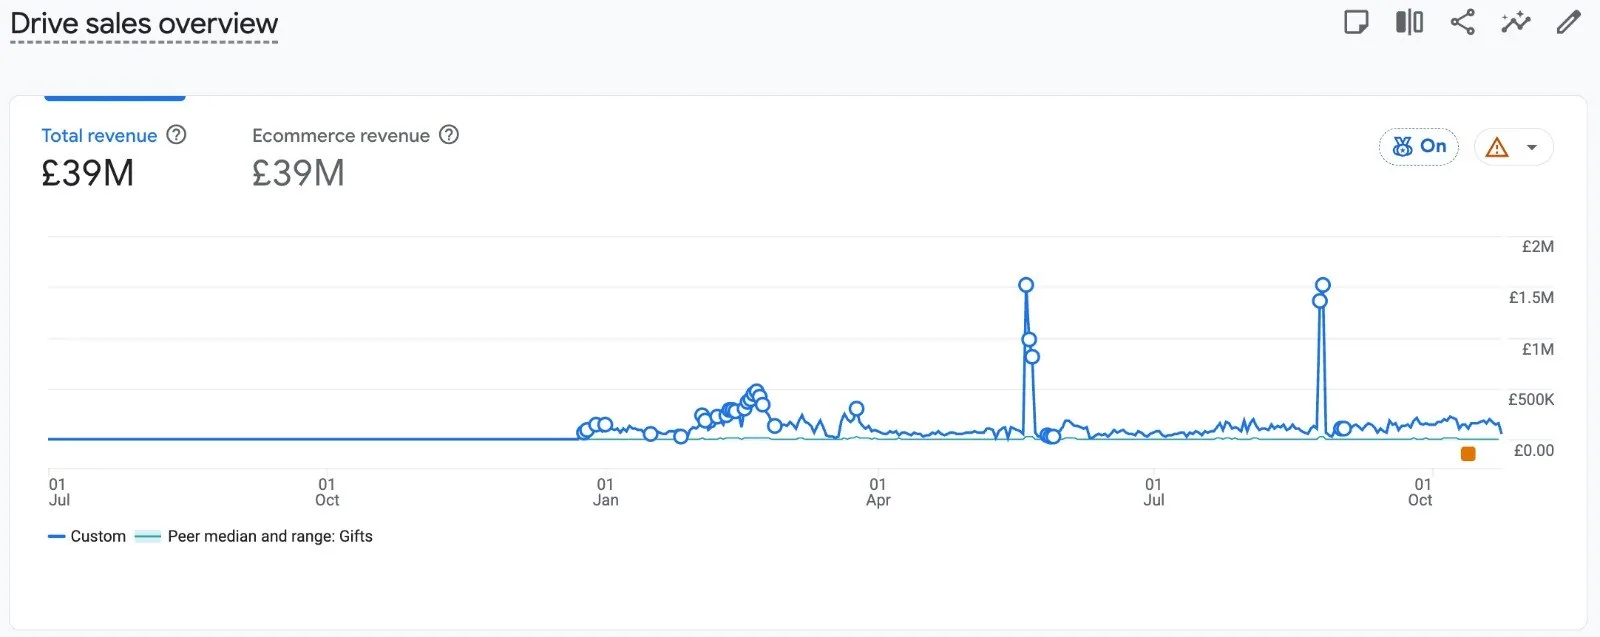 Drive sales overview
Total revenue
Ecommerce revenue
£39M
£39M
On
£2M
£1.5M
£1M
£500K
£0.00
01 Jul
01 Oct
01 Jan
01 Apr
01 Jul
01 Oct
Custom
Peer median and range: Gifts